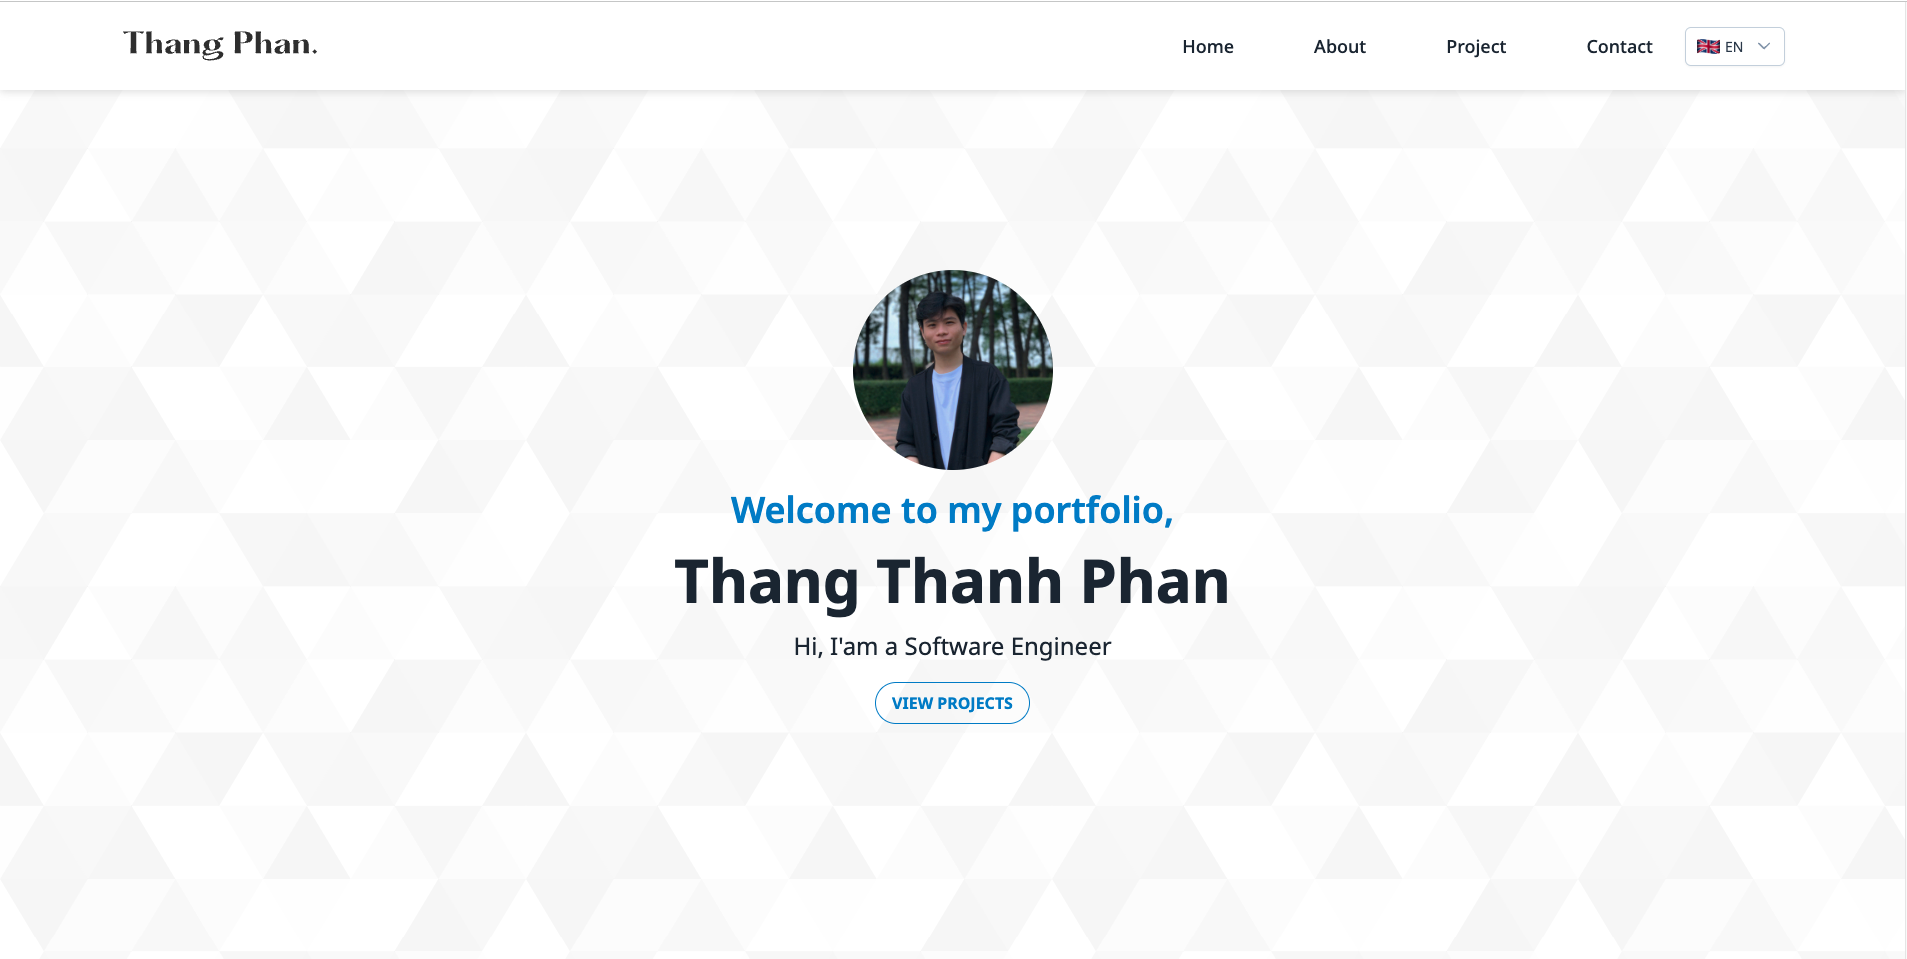 Thang Phan.
Home About Project Contact 🇬🇧 EN
Welcome to my portfolio,
Thang Thanh Phan
Hi, I'am a Software Engineer
VIEW PROJECTS